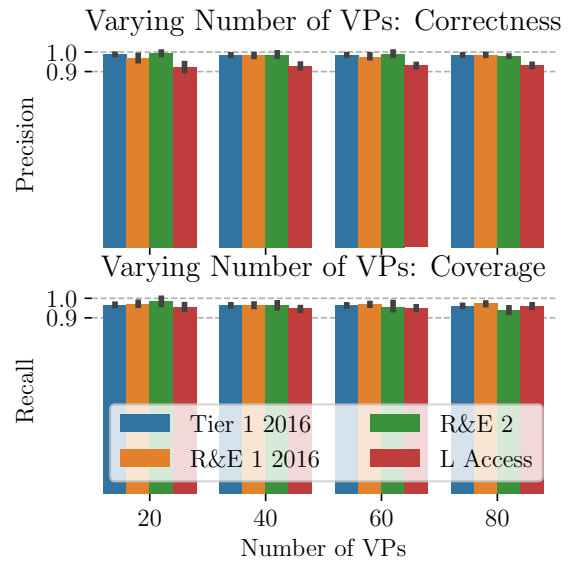 Varying Number of VPs: Correctness
1.0
0.9
Precision
Varying Number of VPs: Coverage
1.0
0.9
Recall
Tier 1 2016
R&E 2
R&E 1 2016
L Access
20
40
60
80
Number of VPs